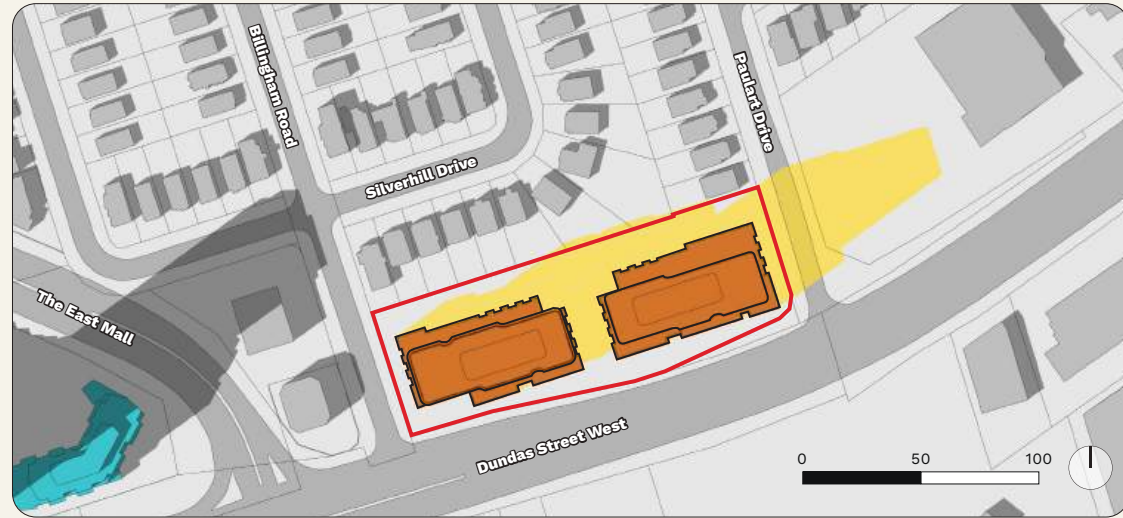 Billingham Road
Paulart Drive
Silverhill Drive
The East Mall
Dundas Street West
0 50 100